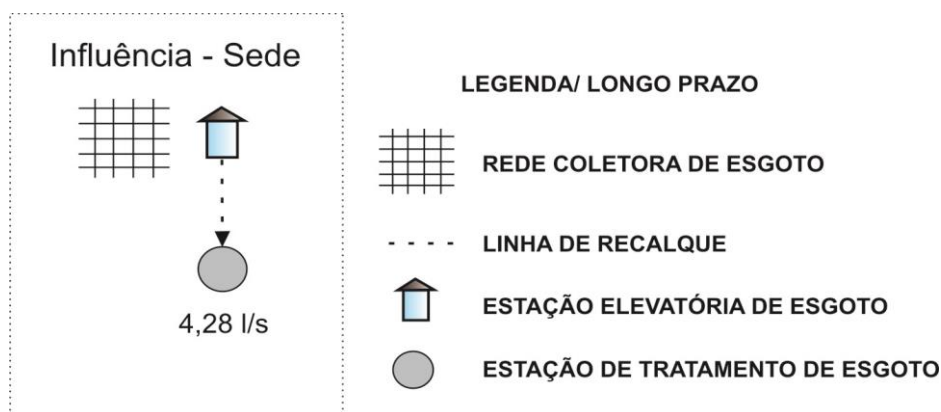 Influência - Sede
4,28 l/s
LEGENDA/ LONGO PRAZO
REDE COLETORA DE ESGOTO
LINHA DE RECALQUE
ESTAÇÃO ELEVATÓRIA DE ESGOTO
ESTAÇÃO DE TRATAMENTO DE ESGOTO